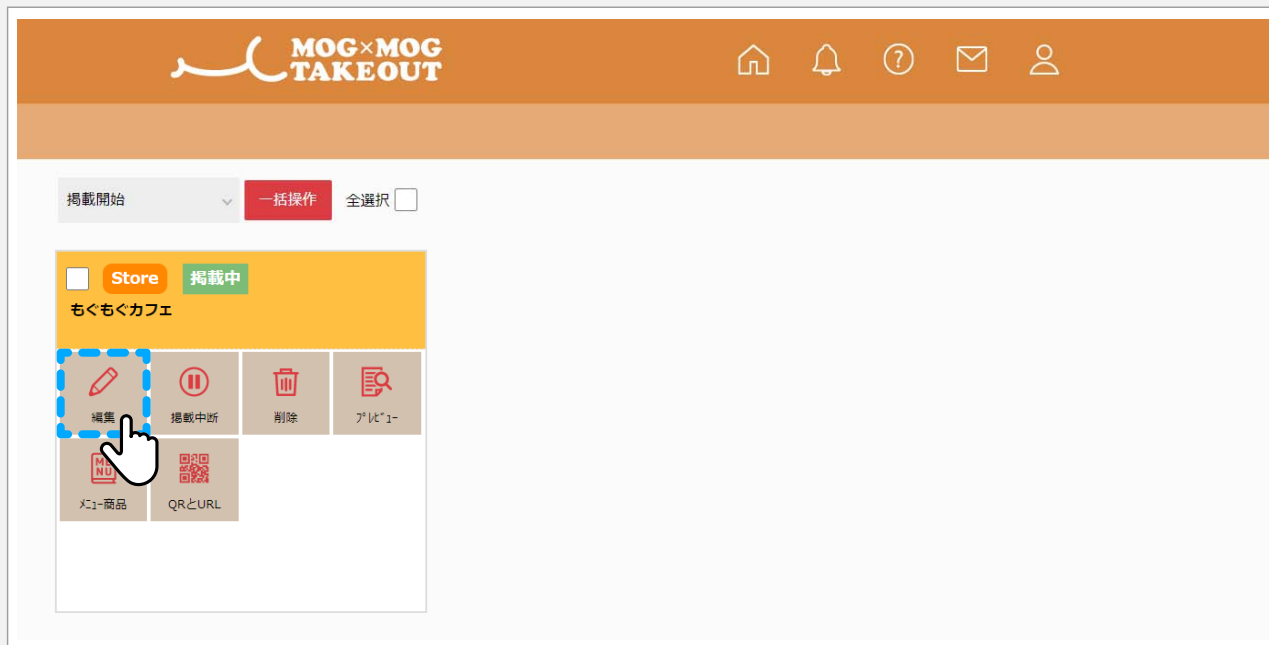 MOG×MOG
TAKEOUT
掲載開始 一括操作 全選択
Store 掲載中
もぐもぐカフェ
編集 掲載中断 削除 ﾌﾟﾚﾋﾞｭｰ
ﾒﾆｭｰ商品 QRとURL